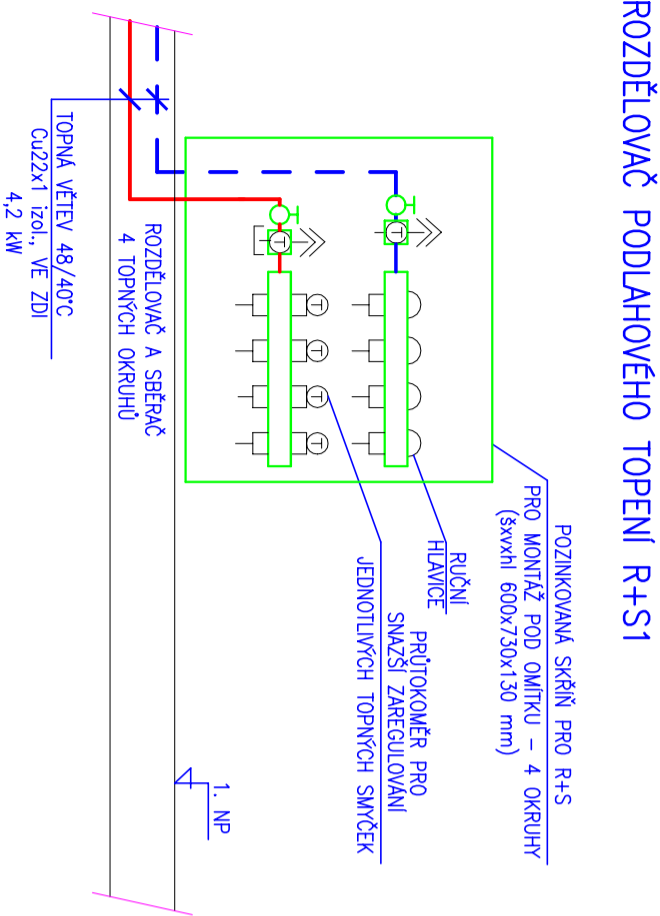 ROZDĚLOVAČ PODLAHOVÉHO TOPENÍ R+S1
POZINKOVANÁ SKŘÍŇ PRO R+S
PRO MONTÁŽ POD OMÍTKU – 4 OKRUHY
(šxvxhl 600x730x130 mm)
RUČNÍ
HLAVICE
PRŮTOKOMĚR PRO
SNAZŠÍ ZAREGULOVÁNÍ
JEDNOTLIVÝCH TOPNÝCH SMYČEK
T
T
T
T
T
T
ROZDĚLOVAČ A SBĚRAČ
4 TOPNÝCH OKRUHŮ
1. NP
TOPNÁ VĚTEV 48/40°C
Cu22x1 izol., VE ZDI
4,2 kW